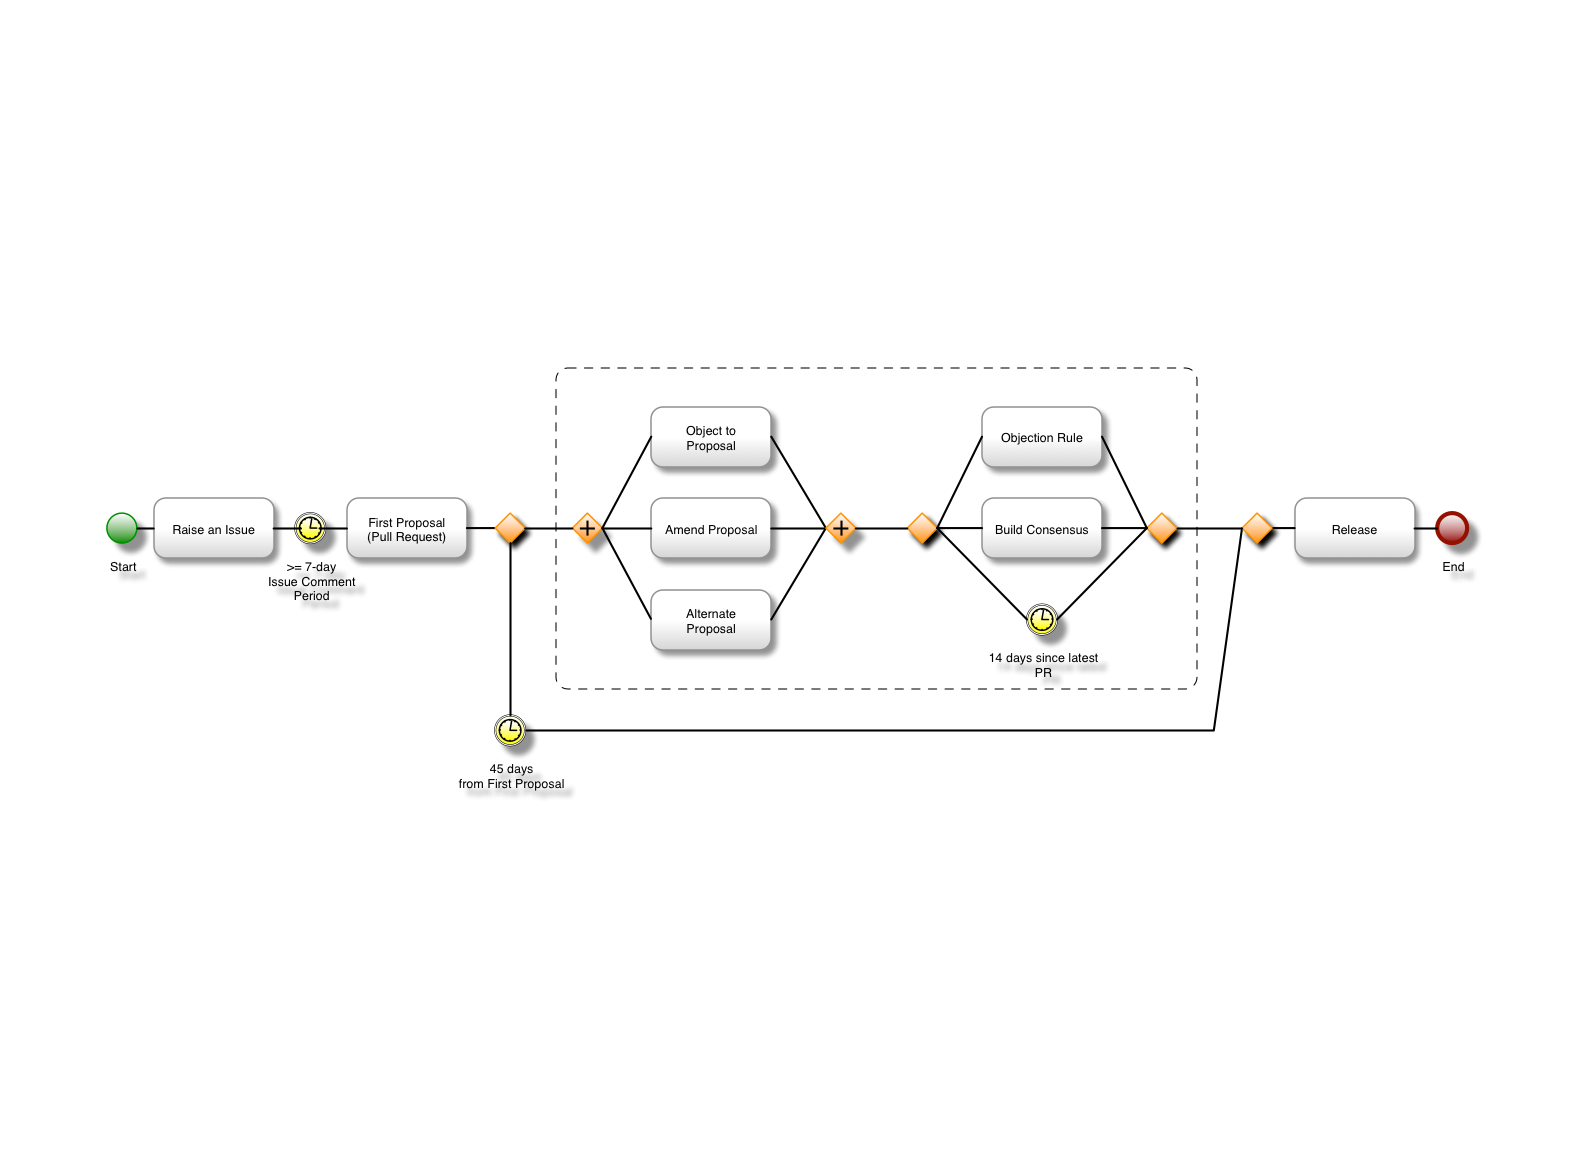 Start
Raise an Issue
>= 7-day
Issue Comment
Period
First Proposal
(Pull Request)
45 days
from First Proposal
Object to
Proposal
Amend Proposal
Alternate
Proposal
Objection Rule
Build Consensus
14 days since latest
PR
Release
End